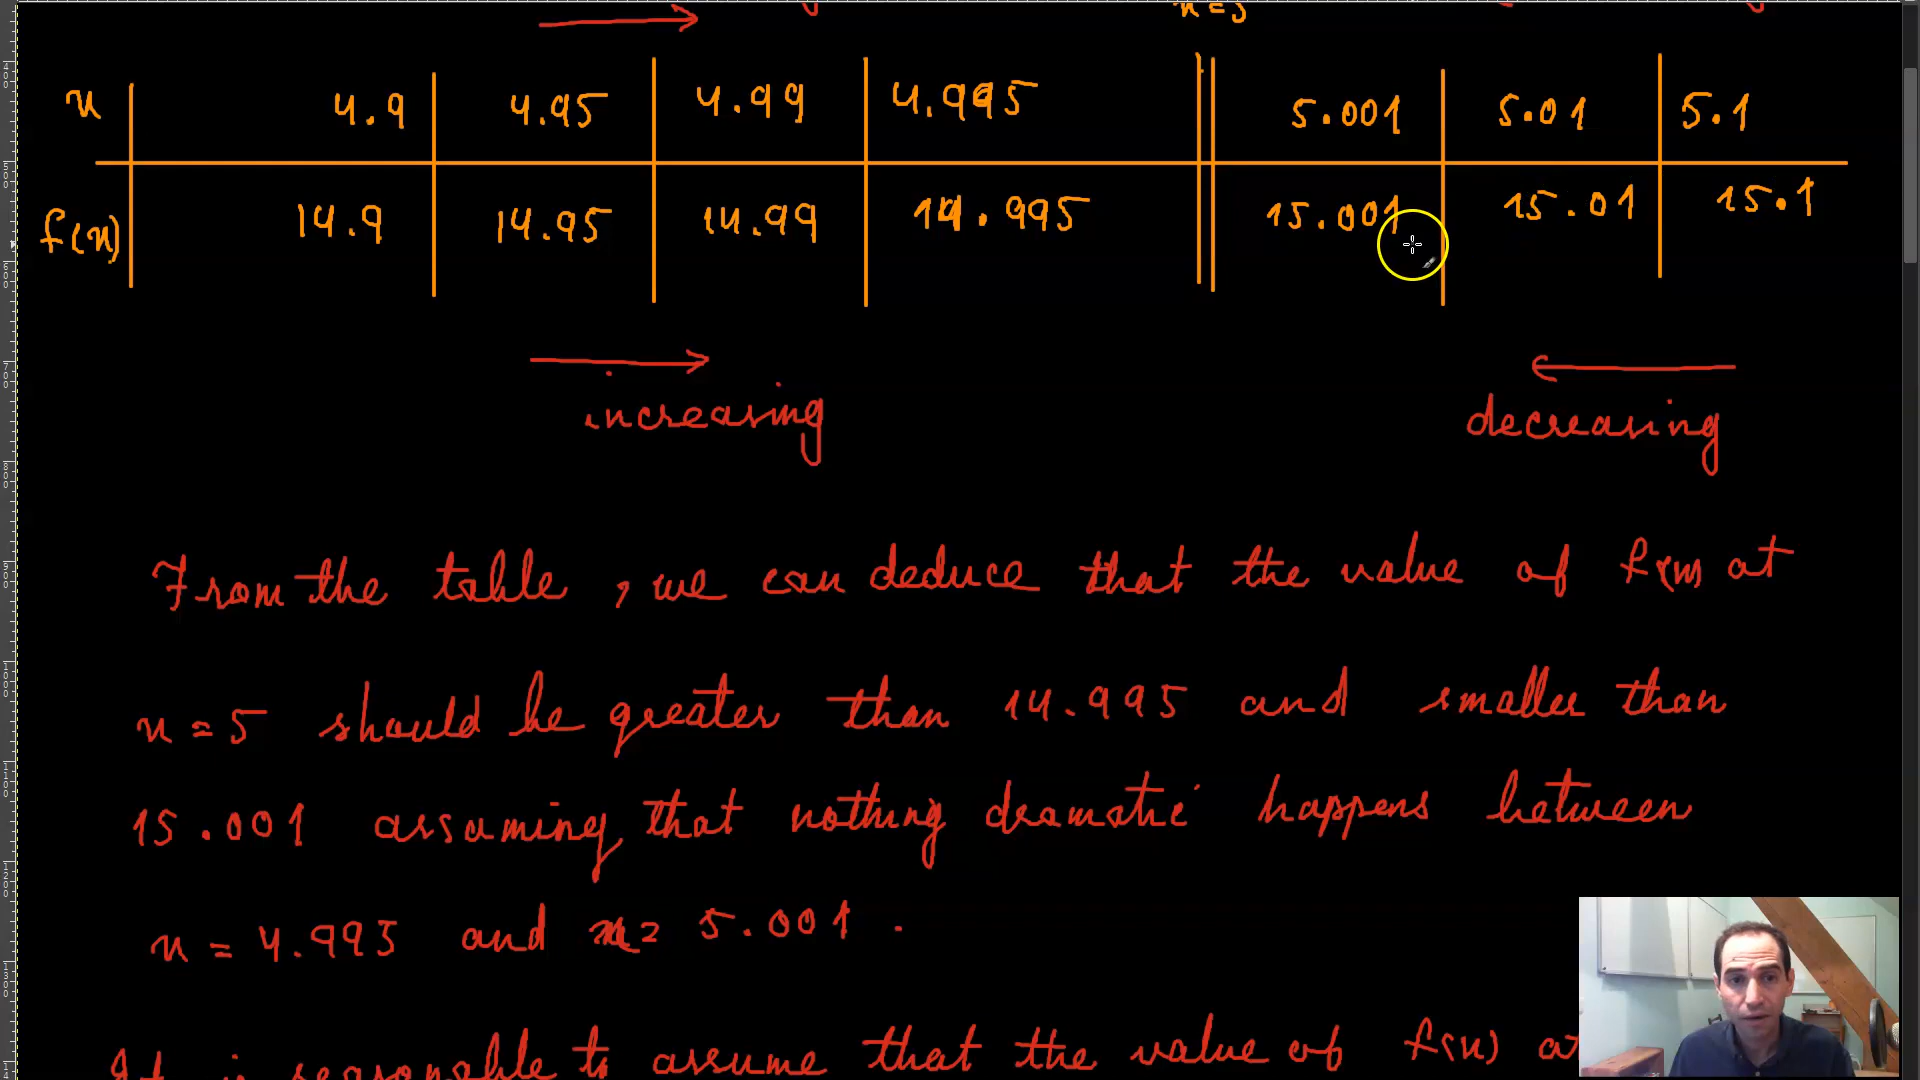 x = 5
x 4.9 4.95 4.99 4.995 5.001 5.01 5.1
f(x) 14.9 14.95 14.99 14.995 15.001 15.01 15.1
increasing decreasing
From the table, we can deduce that the value of f(x) at
x = 5 should be greater than 14.995 and smaller than
15.001 assuming that nothing dramatic happens between
x = 4.995 and x = 5.001.
It is reasonable to assume that the value of f(x) at